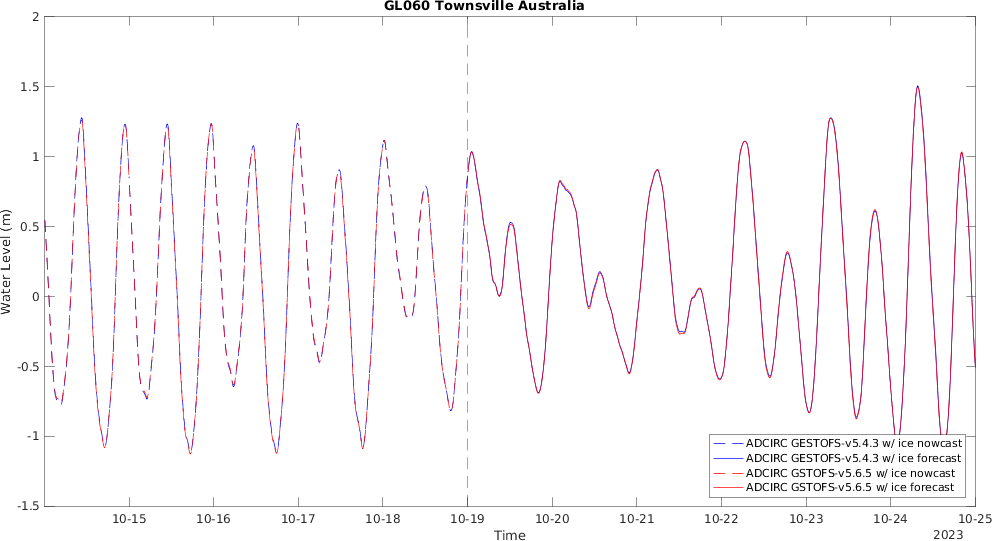 GL060 Townsville Australia
2
1.5
1
0.5
0
-0.5
-1
-1.5
Water Level (m)
10-15
10-16
10-17
10-18
10-19
10-20
10-21
10-22
10-23
10-24
10-25
Time
2023
ADCIRC GESTOFS-v5.4.3 w/ ice nowcast
ADCIRC GESTOFS-v5.4.3 w/ ice forecast
ADCIRC GSTOFS-v5.6.5 w/ ice nowcast
ADCIRC GSTOFS-v5.6.5 w/ ice forecast